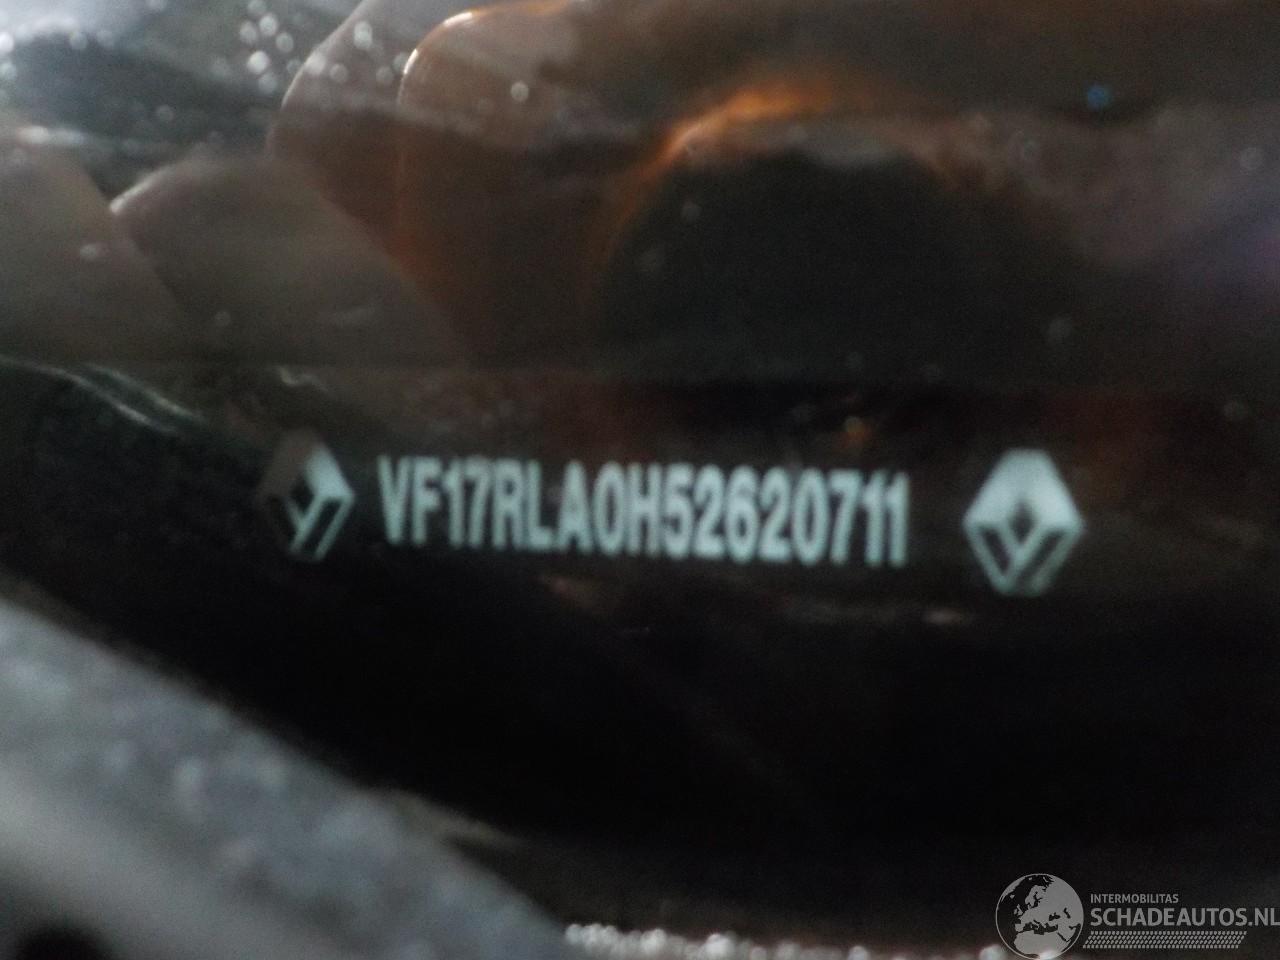 VF17RLA0H52620711
INTERMOBILITAS
SCHADEAUTOS.NL